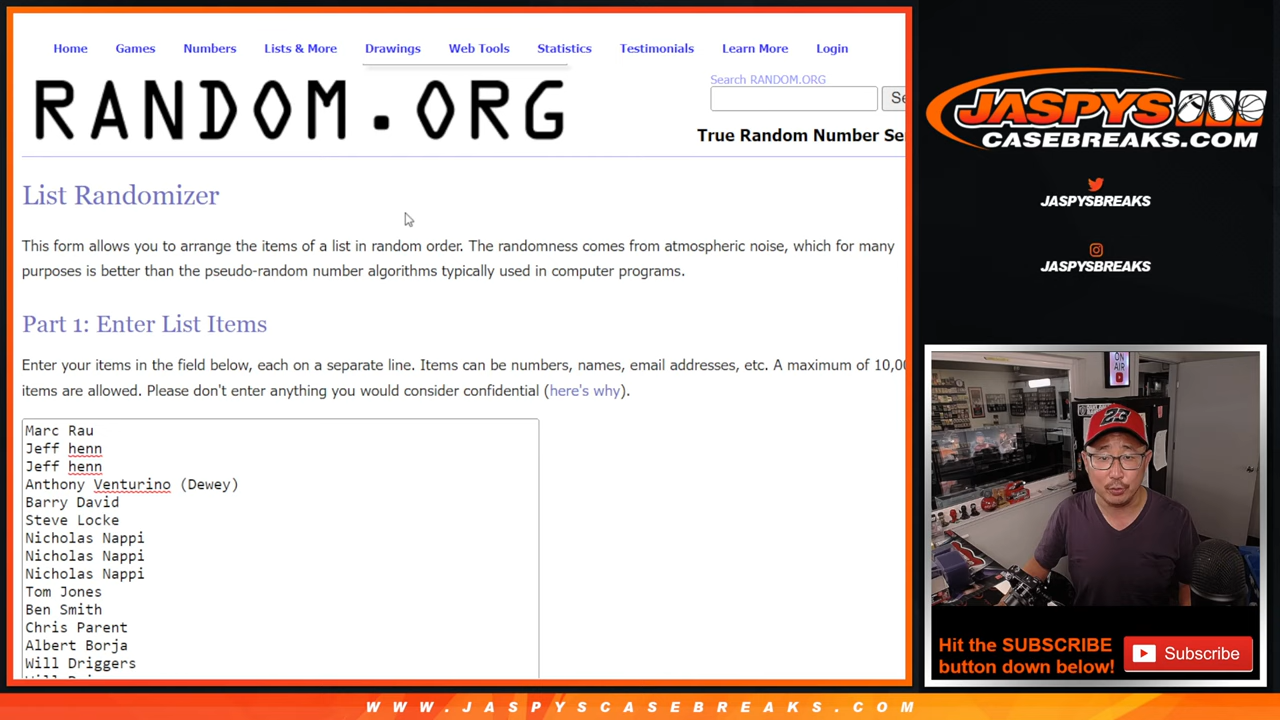 Home Games Numbers Lists & More Drawings Web Tools Statistics Testimonials Learn More Login
RANDOM.ORG
Search RANDOM.ORG
Se
True Random Number Se
List Randomizer
This form allows you to arrange the items of a list in random order. The randomness comes from atmospheric noise, which for many
purposes is better than the pseudo-random number algorithms typically used in computer programs.
Part 1: Enter List Items
Enter your items in the field below, each on a separate line. Items can be numbers, names, email addresses, etc. A maximum of 10,00
items are allowed. Please don't enter anything you would consider confidential (here's why).
Marc Rau
Jeff henn
Jeff henn
Anthony Venturino (Dewey)
Barry David
Steve Locke
Nicholas Nappi
Nicholas Nappi
Nicholas Nappi
Tom Jones
Ben Smith
Chris Parent
Albert Borja
Will Driggers
JASPYS
CASEBREAKS.COM
JASPYSBREAKS
JASPYSBREAKS
ON
AIR
23
Hit the SUBSCRIBE
button down below!
Subscribe
WWW.JASPYSCASEBREAKS.COM